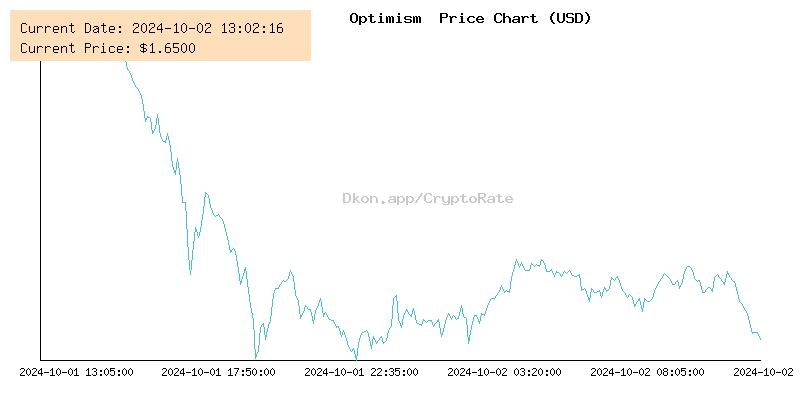 Optimism  Price Chart (USD)
Current Date: 2024-10-02 13:02:16
Current Price: $1.6500
Dkon.app/CryptoRate
2024-10-01 13:05:00 2024-10-01 17:50:00 2024-10-01 22:35:00 2024-10-02 03:20:00 2024-10-02 08:05:00 2024-10-02